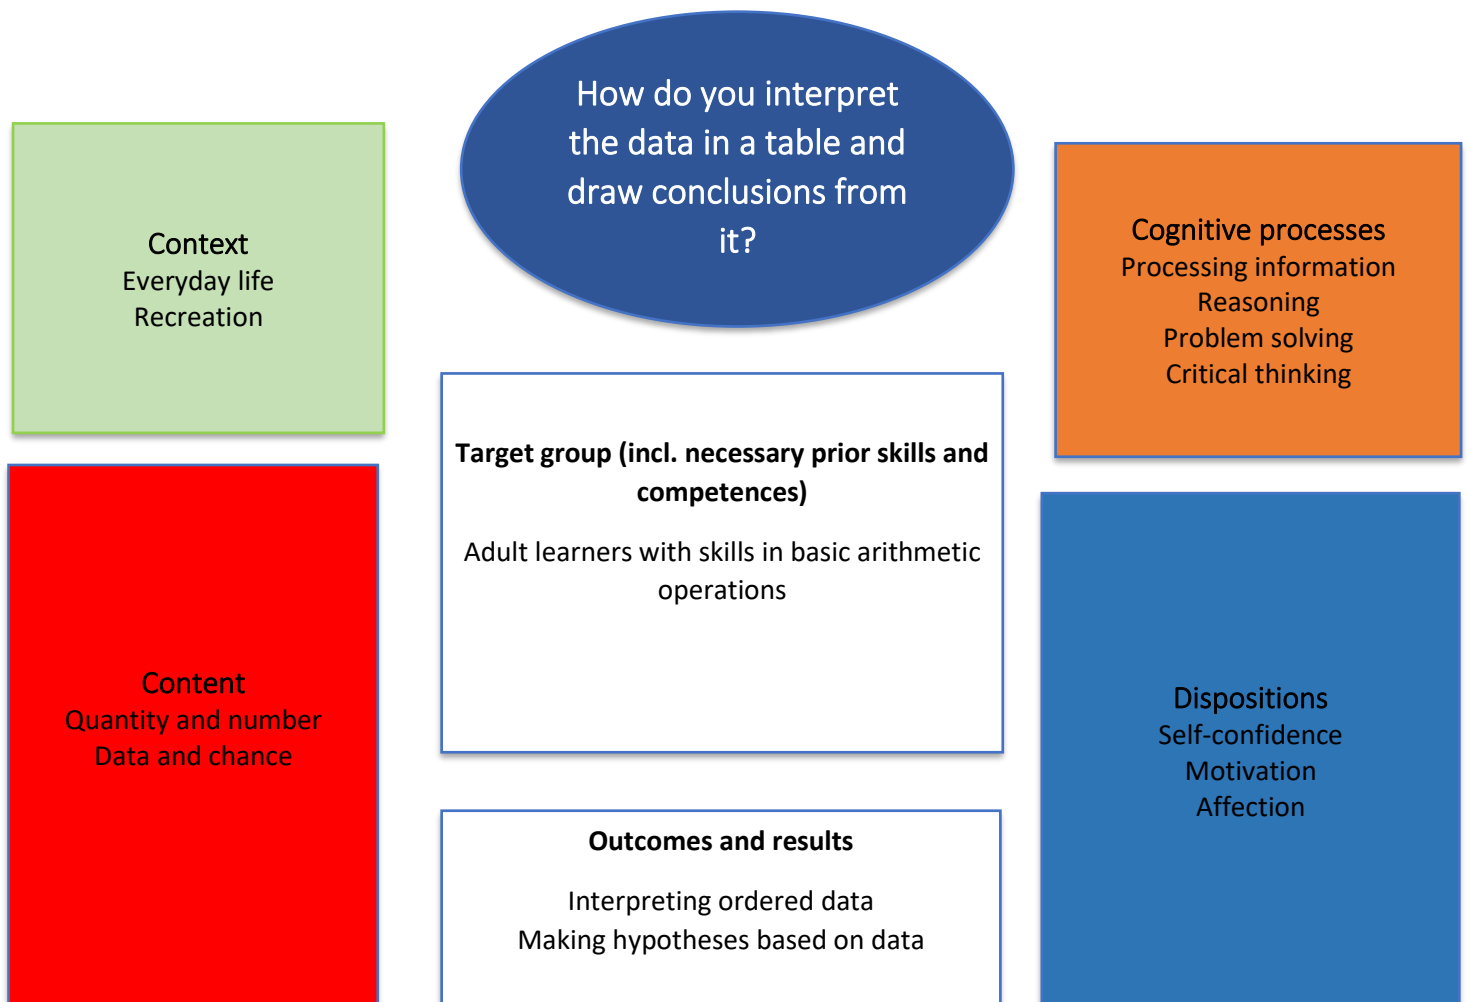 How do you interpret
the data in a table and
draw conclusions from
it?
Context
Everyday life
Recreation
Cognitive processes
Processing information
Reasoning
Problem solving
Critical thinking
Target group (incl. necessary prior skills and
competences)
Adult learners with skills in basic arithmetic
operations
Content
Quantity and number
Data and chance
Dispositions
Self-confidence
Motivation
Affection
Outcomes and results
Interpreting ordered data
Making hypotheses based on data